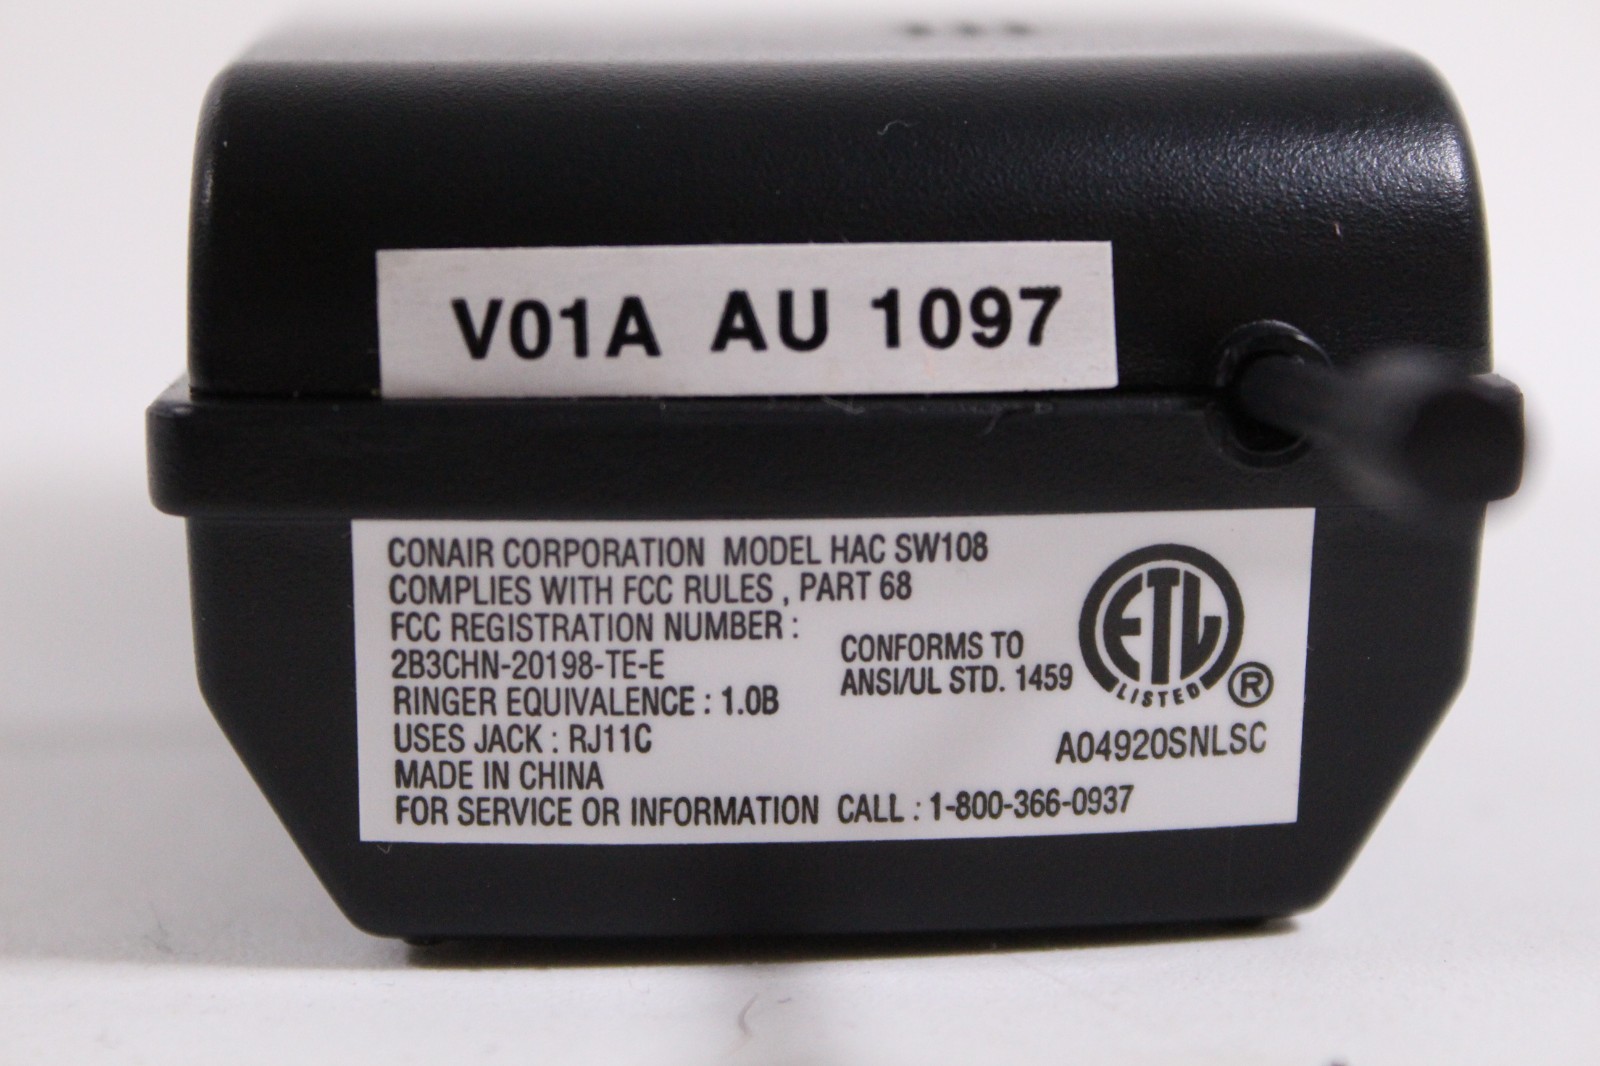 V01A AU 1097
CONAIR CORPORATION MODEL HAC SW108
COMPLIES WITH FCC RULES , PART 68
FCC REGISTRATION NUMBER :
2B3CHN-20198-TE-E
RINGER EQUIVALENCE : 1.0B
USES JACK : RJ11C
MADE IN CHINA
FOR SERVICE OR INFORMATION CALL : 1-800-366-0937
CONFORMS TO
ANSI/UL STD. 1459
ETL
LISTED
®
A04920SNLSC